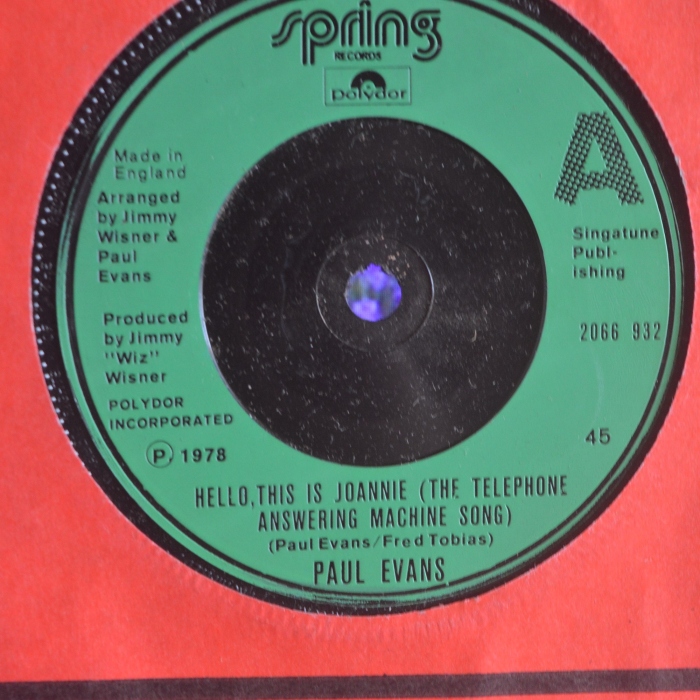 spring
RECORDS
polydor
A
Made in
England
Arranged
by Jimmy
Wisner &
Paul
Evans
Produced
by Jimmy
"Wiz"
Wisner
POLYDOR
INCORPORATED
Ⓟ 1978
Singatune
Publ-
ishing
2066 932
45
HELLO,THIS IS JOANNIE (THE TELEPHONE
ANSWERING MACHINE SONG)
(Paul Evans/Fred Tobias)
PAUL EVANS